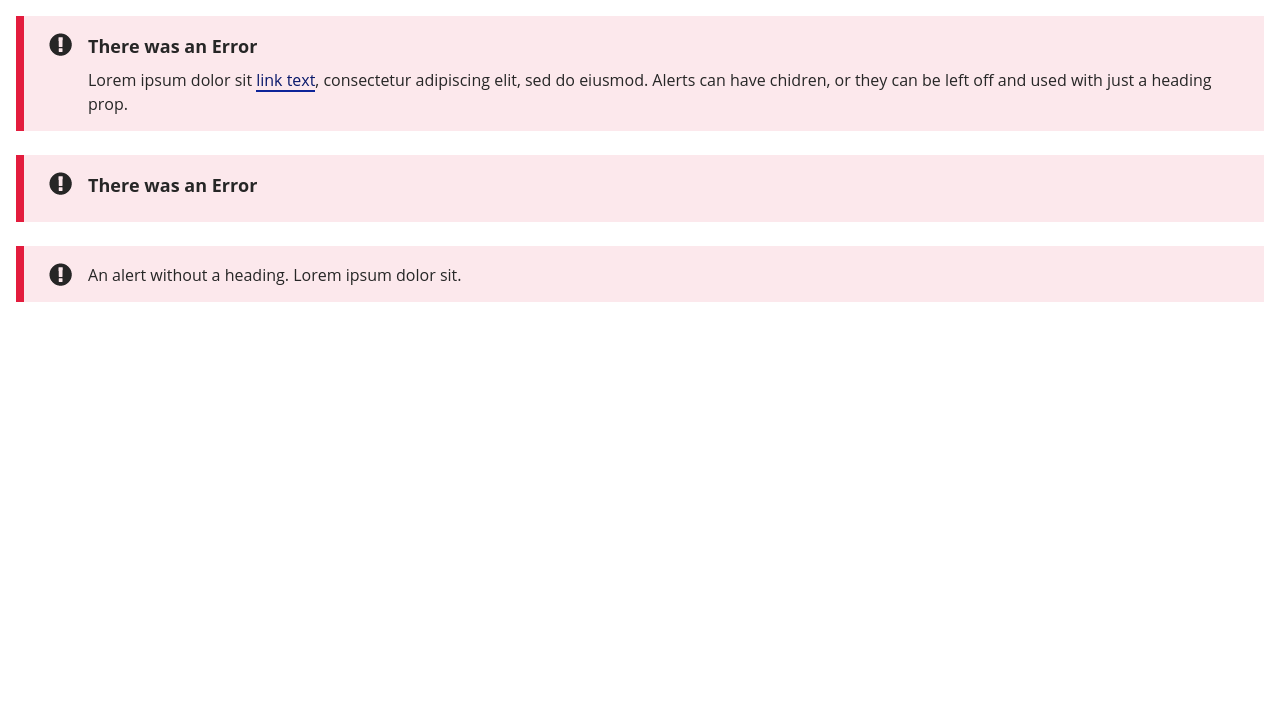 There was an Error
Lorem ipsum dolor sit link text, consectetur adipiscing elit, sed do eiusmod. Alerts can have chidren, or they can be left off and used with just a heading
prop.
There was an Error
An alert without a heading. Lorem ipsum dolor sit.